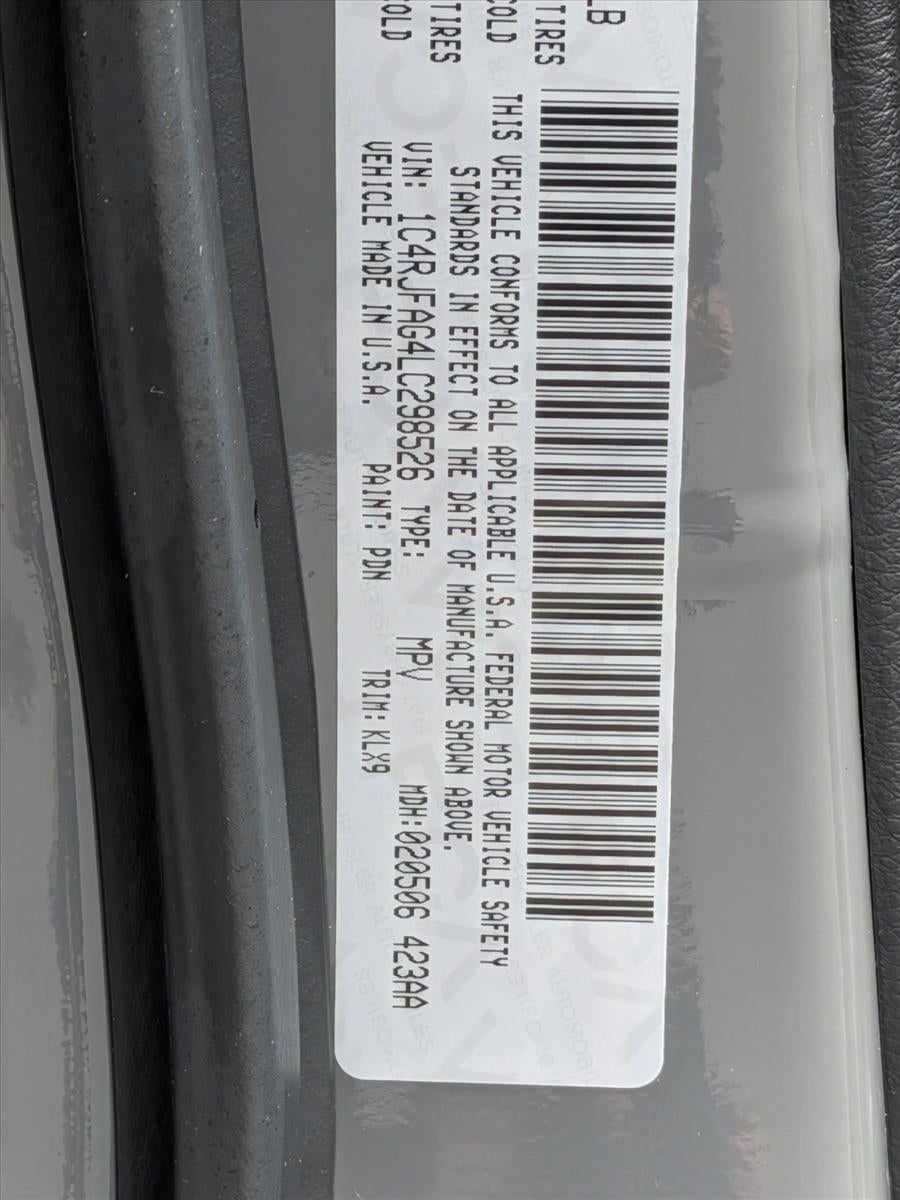 LB
TIRES COLD
TIRES COLD
THIS VEHICLE CONFORMS TO ALL APPLICABLE U.S.A. FEDERAL MOTOR VEHICLE SAFETY
STANDARDS IN EFFECT ON THE DATE OF MANUFACTURE SHOWN ABOVE.
VIN: 1C4RJFAG4LC298526 TYPE: MPV MDH:020506 423AA
VEHICLE MADE IN U.S.A. PAINT: PDN TRIM: KLX9